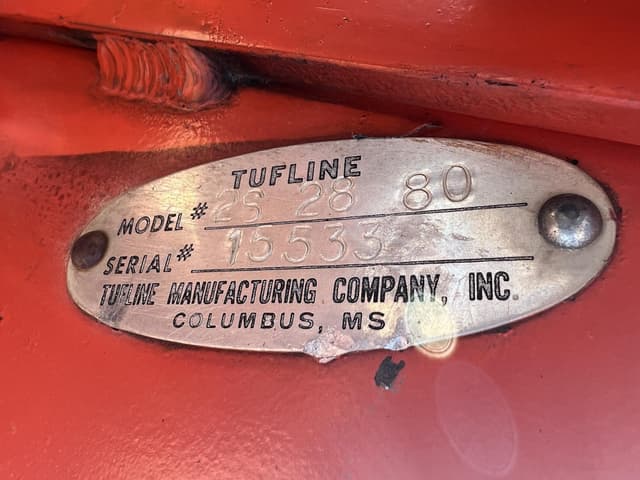 TUFLINE
MODEL # 2S 28 80
SERIAL # 15533
TUFLINE MANUFACTURING COMPANY, INC.
COLUMBUS, MS